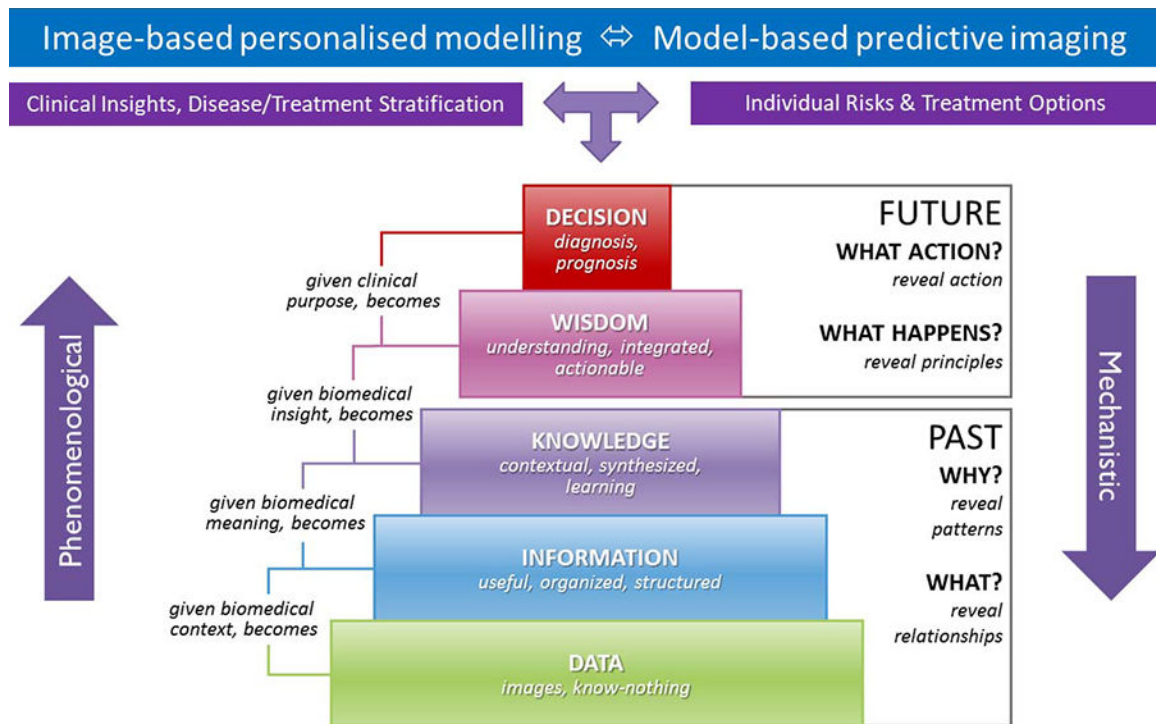 Image-based personalised modelling ⇔ Model-based predictive imaging
Clinical Insights, Disease/Treatment Stratification
Individual Risks & Treatment Options
Phenomenological
given clinical
purpose, becomes
given biomedical
insight, becomes
given biomedical
meaning, becomes
given biomedical
context, becomes
DECISION
diagnosis,
prognosis
WISDOM
understanding, integrated,
actionable
KNOWLEDGE
contextual, synthesized,
learning
INFORMATION
useful, organized, structured
DATA
images, know-nothing
FUTURE
WHAT ACTION?
reveal action
WHAT HAPPENS?
reveal principles
PAST
WHY?
reveal
patterns
WHAT?
reveal
relationships
Mechanistic